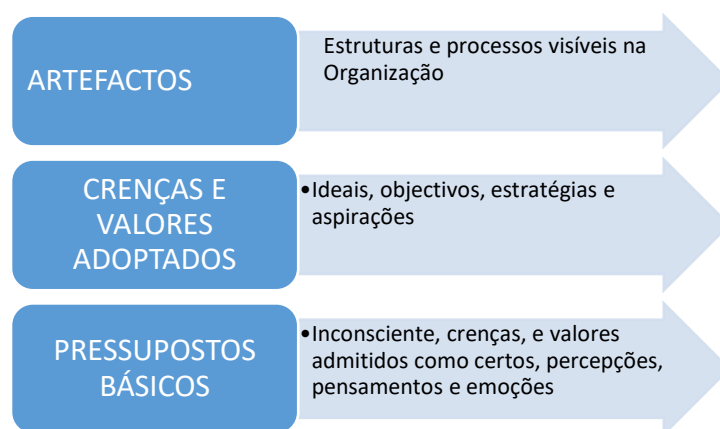 ARTEFACTOS
Estruturas e processos visíveis na
Organização
CRENÇAS E
VALORES
ADOPTADOS
•Ideais, objectivos, estratégias e
aspirações
PRESSUPOSTOS
BÁSICOS
•Inconsciente, crenças, e valores
admitidos como certos, percepções,
pensamentos e emoções